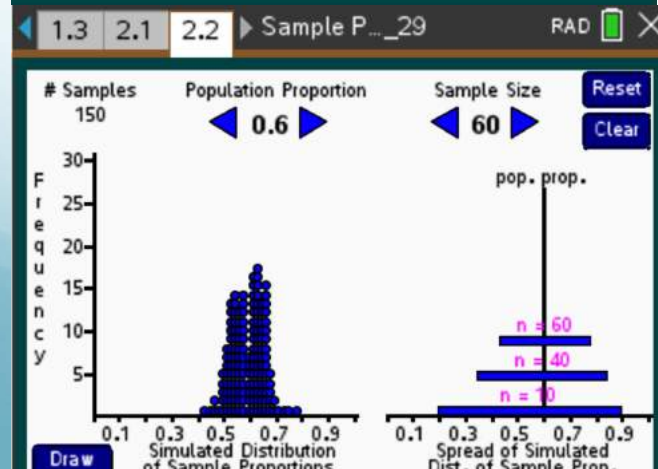 1.3 2.1 2.2 Sample P..._29 RAD
# Samples Population Proportion Sample Size Reset
150 0.6 60 Clear
Frequency
30
25
20
15
10
5
pop. prop.
n = 60
n = 40
n = 10
0.1 0.3 0.5 0.7 0.9 0.1 0.3 0.5 0.7 0.9
Draw Simulated Distribution Spread of Simulated
of Sample Proportions Dist. of Sample Prop.